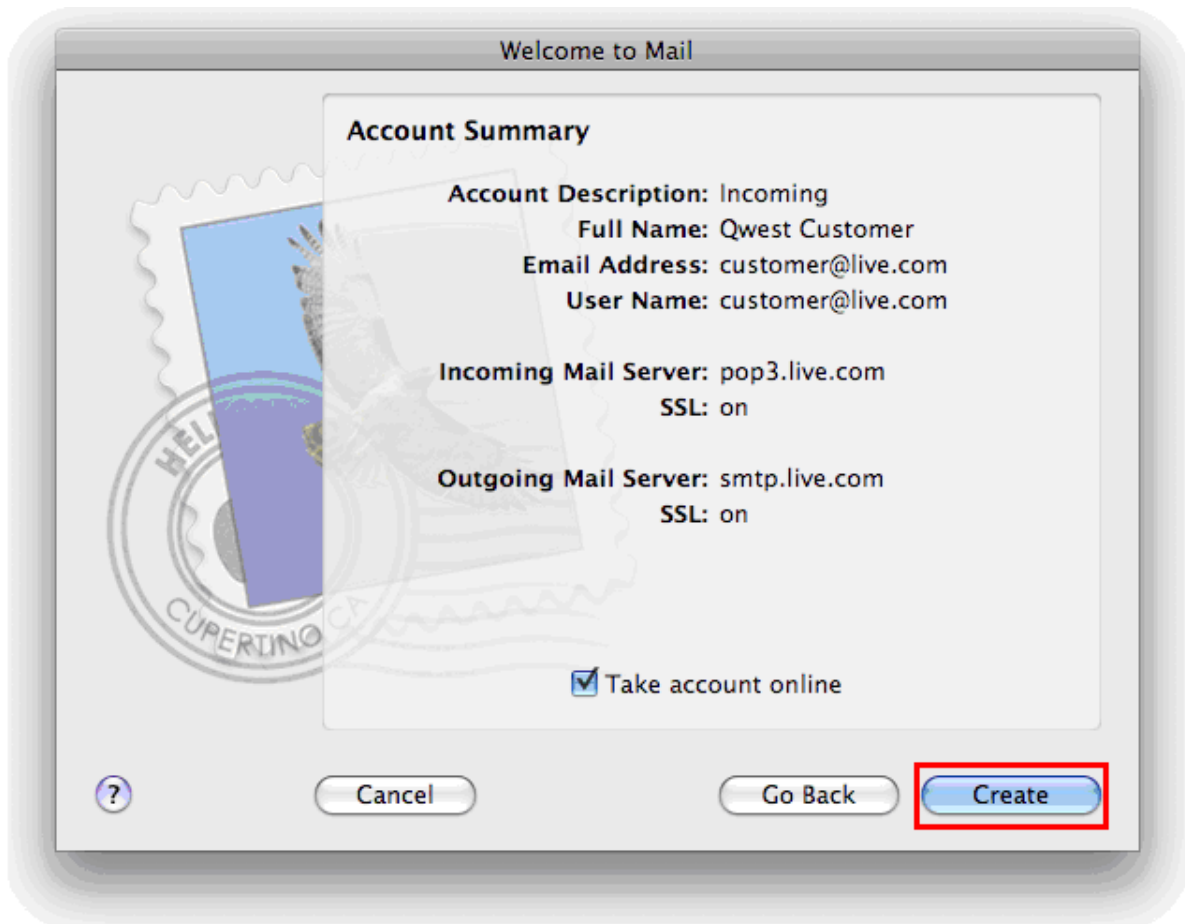 Welcome to Mail
Account Summary
Account Description: Incoming
Full Name: Qwest Customer
Email Address: customer@live.com
User Name: customer@live.com
Incoming Mail Server: pop3.live.com
SSL: on
Outgoing Mail Server: smtp.live.com
SSL: on
CUPERTINO CA
Take account online
? Cancel Go Back Create